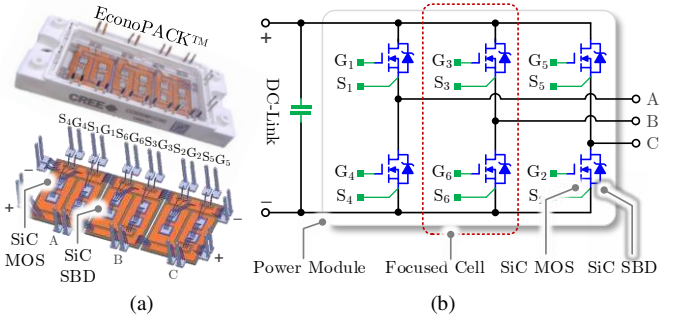 EconoPACK™
CREE
S4G4S1G1S6G6S3G3S2G2S5G5
−
+
SiC
MOS
A
SiC
SBD
B
C
−
+
(a)
+
DC-Link
−
G1
S1
G3
S3
G5
S5
G4
S4
G6
S6
G2
S
A
B
C
Power Module
Focused Cell
SiC MOS
SiC SBD
(b)